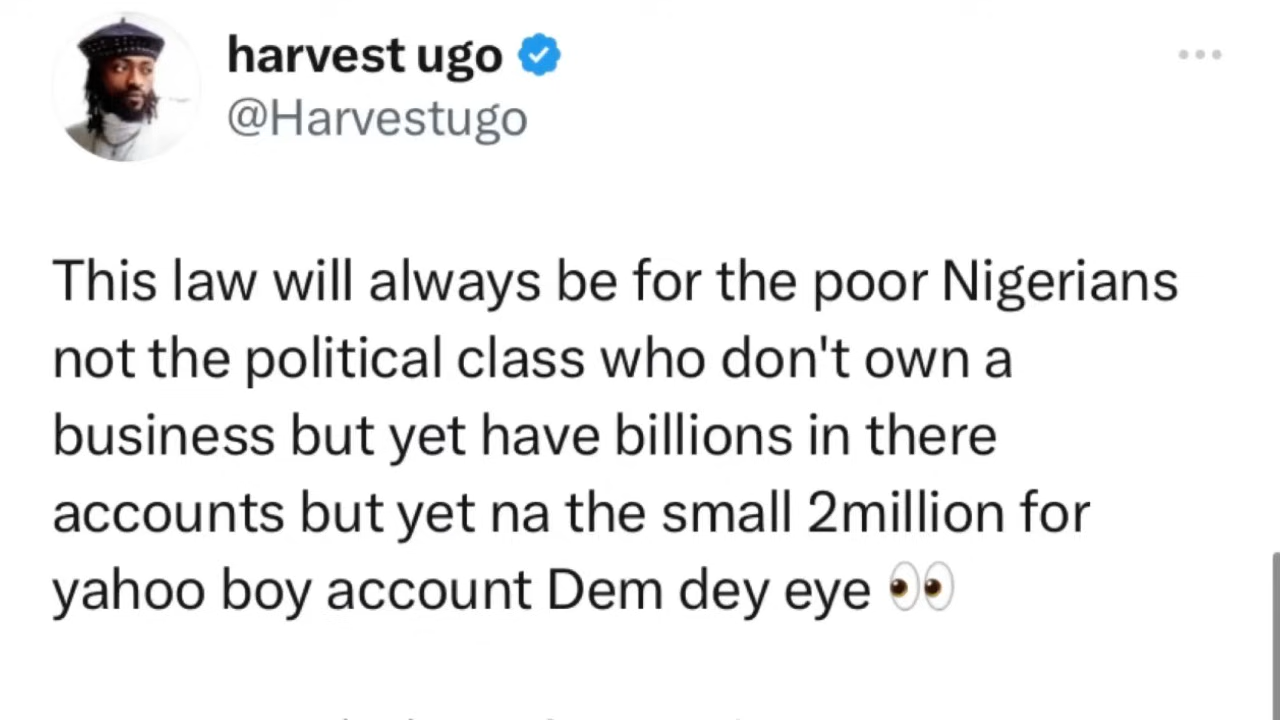 harvest ugo
@Harvestugo
This law will always be for the poor Nigerians
not the political class who don't own a
business but yet have billions in there
accounts but yet na the small 2million for
yahoo boy account Dem dey eye 👀